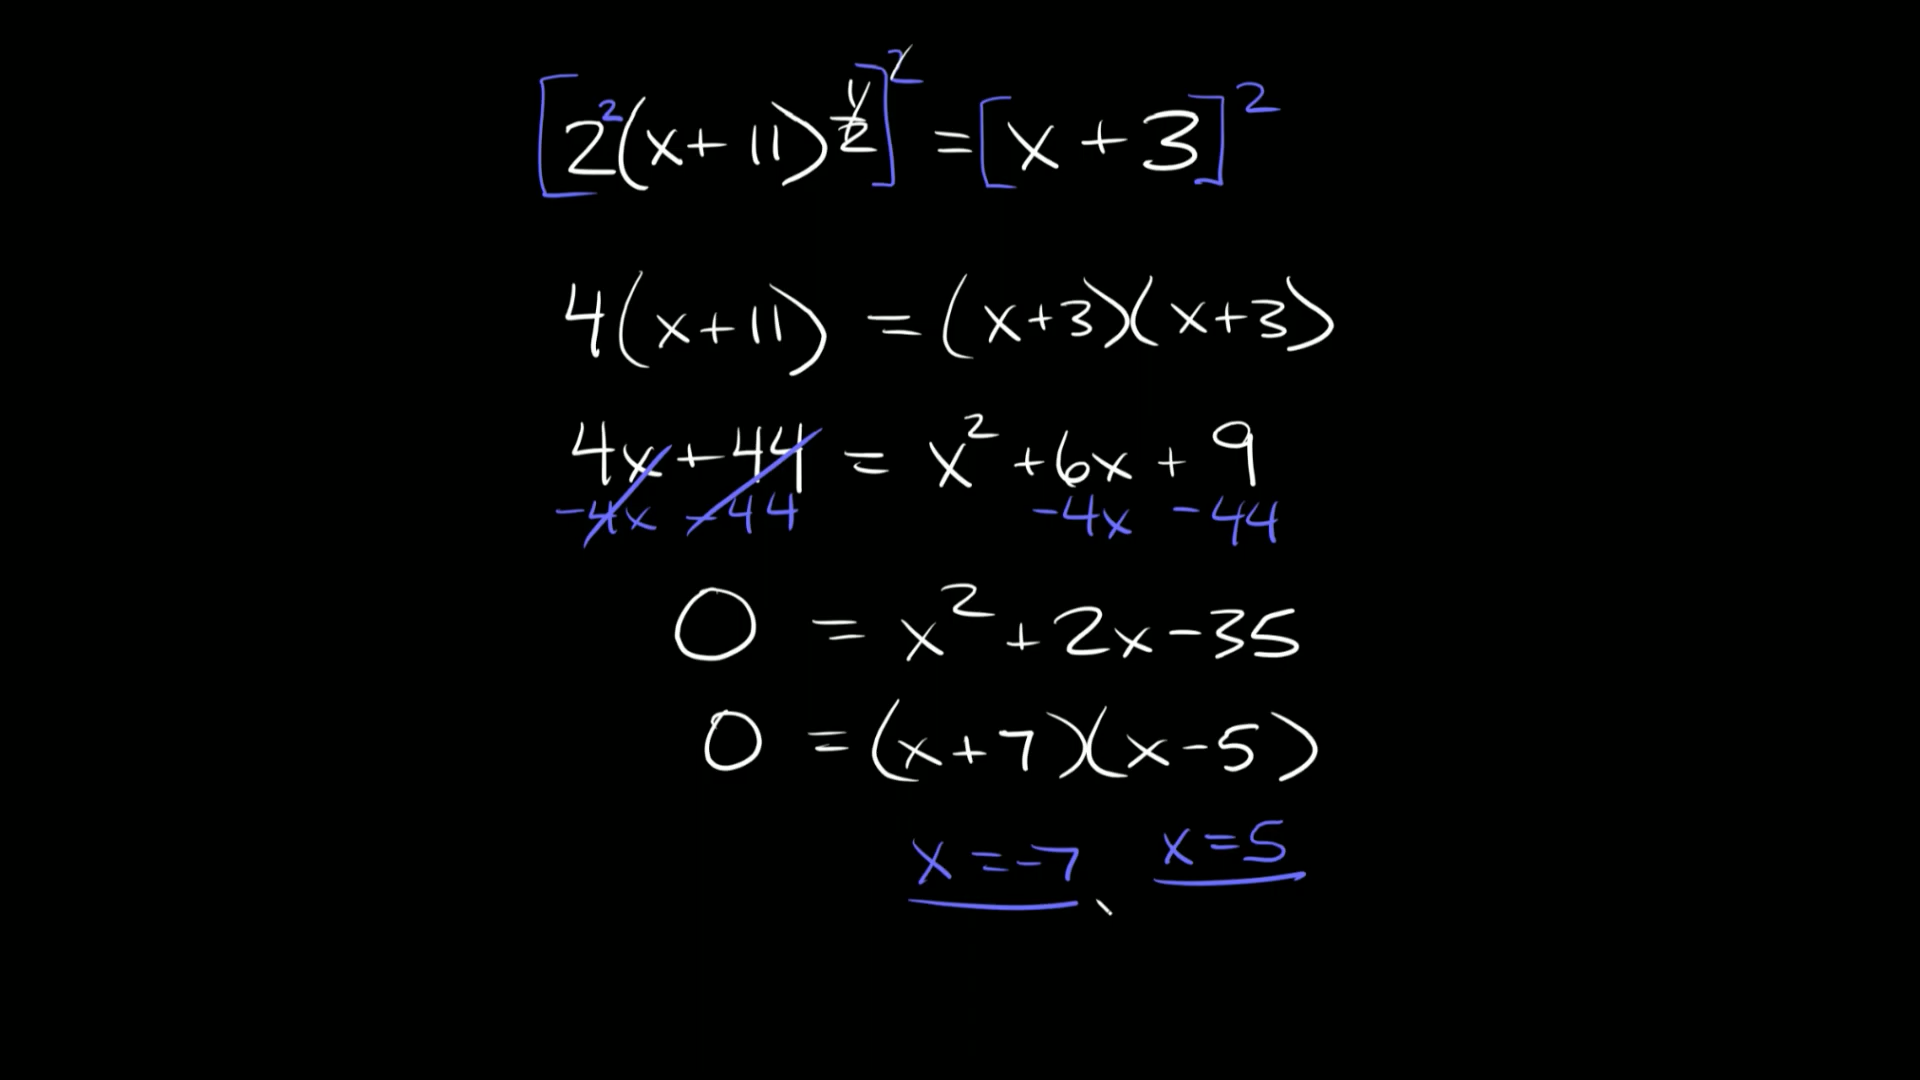 [2²(x+11)^½]² = [x+3]²
4(x+11) = (x+3)(x+3)
4x+44 = x²+6x+9
-4x -44 -4x -44
0 = x²+2x-35
0 = (x+7)(x-5)
x=-7 x=5